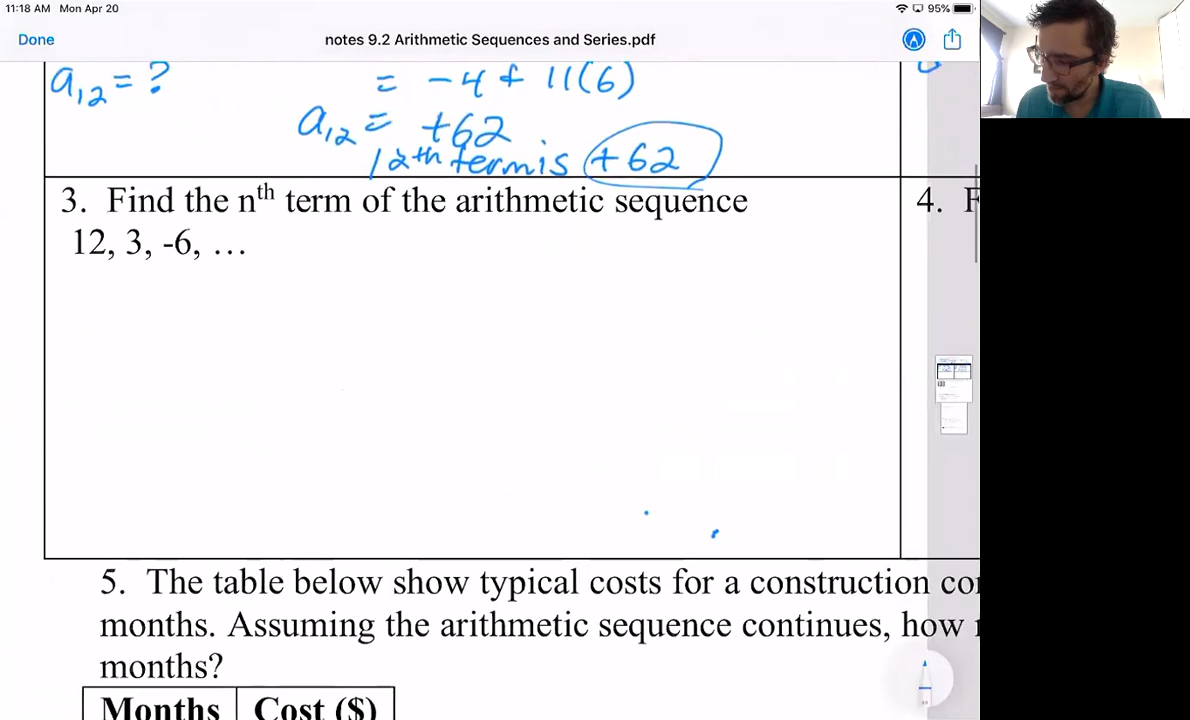 11:18 AM Mon Apr 20
95%
Done
notes 9.2 Arithmetic Sequences and Series.pdf
a12 = ?
= -4 + 11(6)
a12 = +62
12th term is +62
3. Find the nth term of the arithmetic sequence
12, 3, -6, …
4. F
5. The table below show typical costs for a construction co
months. Assuming the arithmetic sequence continues, how
months?
Months Cost ($)